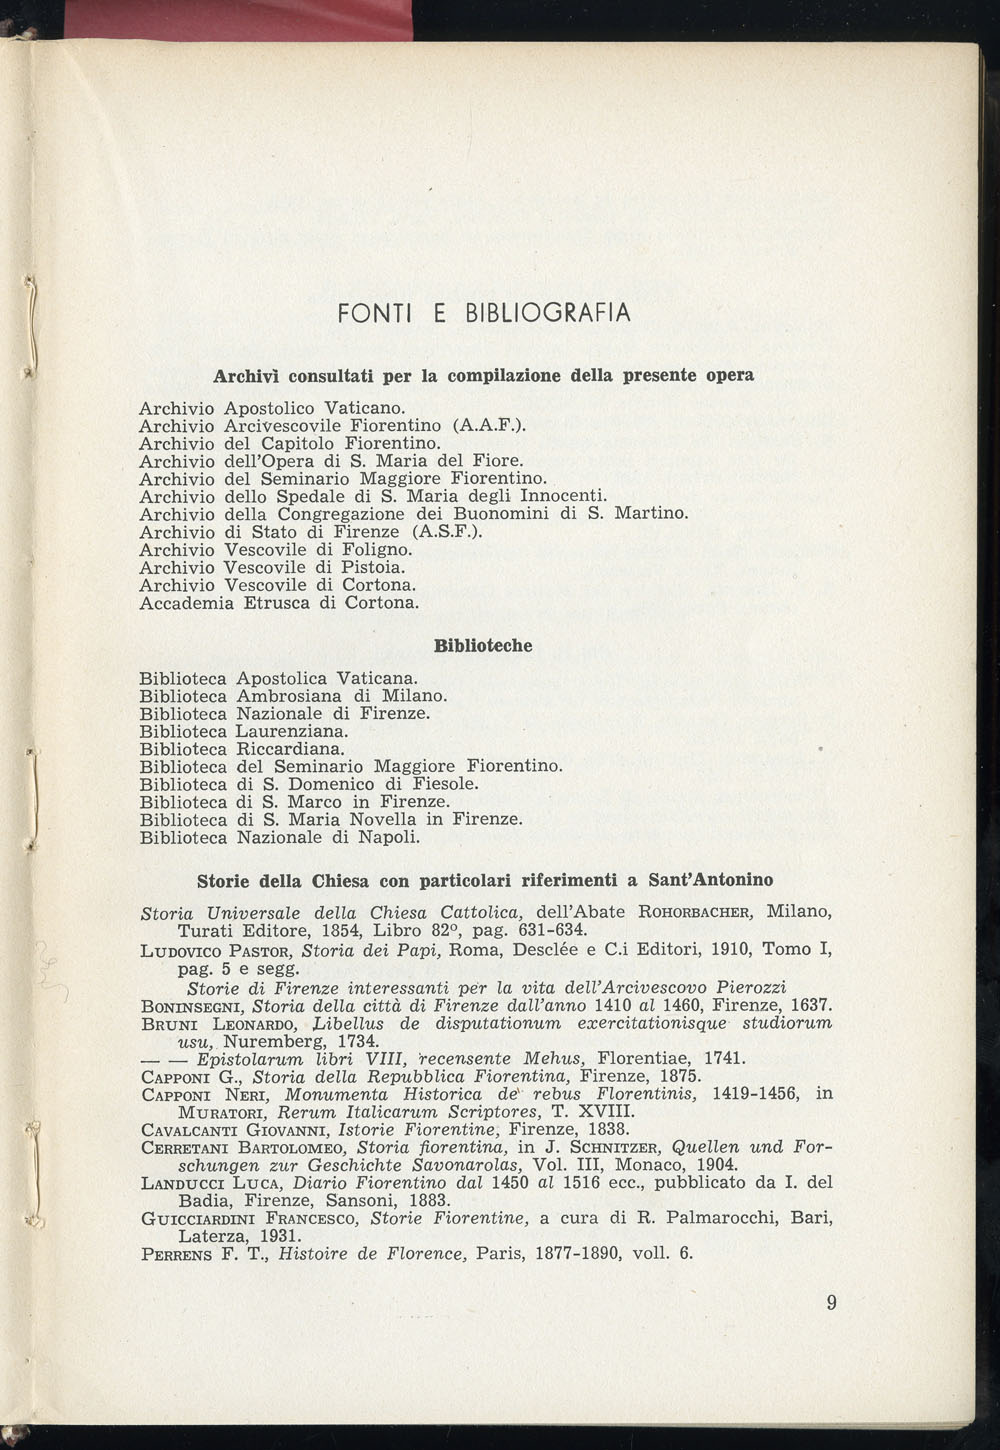 FONTI E BIBLIOGRAFIA
Archivi consultati per la compilazione della presente opera
Archivio Apostolico Vaticano.
Archivio Arcivescovile Fiorentino (A.A.F.).
Archivio del Capitolo Fiorentino.
Archivio dell'Opera di S. Maria del Fiore.
Archivio del Seminario Maggiore Fiorentino.
Archivio dello Spedale di S. Maria degli Innocenti.
Archivio della Congregazione dei Buonomini di S. Martino.
Archivio di Stato di Firenze (A.S.F.).
Archivio Vescovile di Foligno.
Archivio Vescovile di Pistoia.
Archivio Vescovile di Cortona.
Accademia Etrusca di Cortona.
Biblioteche
Biblioteca Apostolica Vaticana.
Biblioteca Ambrosiana di Milano.
Biblioteca Nazionale di Firenze.
Biblioteca Laurenziana.
Biblioteca Riccardiana.
Biblioteca del Seminario Maggiore Fiorentino.
Biblioteca di S. Domenico di Fiesole.
Biblioteca di S. Marco in Firenze.
Biblioteca di S. Maria Novella in Firenze.
Biblioteca Nazionale di Napoli.
Storie della Chiesa con particolari riferimenti a Sant'Antonino
Storia Universale della Chiesa Cattolica, dell'Abate ROHORBACHER, Milano,
Turati Editore, 1854, Libro 82º, pag. 631-634.
LUDOVICO PASTOR, Storia dei Papi, Roma, Desclée e C.i Editori, 1910, Tomo I,
pag. 5 e segg.
Storie di Firenze interessanti per la vita dell'Arcivescovo Pierozzi
BONINSEGNI, Storia della città di Firenze dall'anno 1410 al 1460, Firenze, 1637.
BRUNI LEONARDO, Libellus de disputationum exercitationisque studiorum
usu, Nuremberg, 1734.
— — Epistolarum libri VIII, recensente Mehus, Florentiae, 1741.
CAPPONI G., Storia della Repubblica Fiorentina, Firenze, 1875.
CAPPONI NERI, Monumenta Historica de' rebus Florentinis, 1419-1456, in
MURATORI, Rerum Italicarum Scriptores, T. XVIII.
CAVALCANTI GIOVANNI, Istorie Fiorentine, Firenze, 1838.
CERRETANI BARTOLOMEO, Storia fiorentina, in J. SCHNITZER, Quellen und For-
schungen zur Geschichte Savonarolas, Vol. III, Monaco, 1904.
LANDUCCI LUCA, Diario Fiorentino dal 1450 al 1516 ecc., pubblicato da I. del
Badia, Firenze, Sansoni, 1883.
GUICCIARDINI FRANCESCO, Storie Fiorentine, a cura di R. Palmarocchi, Bari,
Laterza, 1931.
PERRENS F. T., Histoire de Florence, Paris, 1877-1890, voll. 6.
9